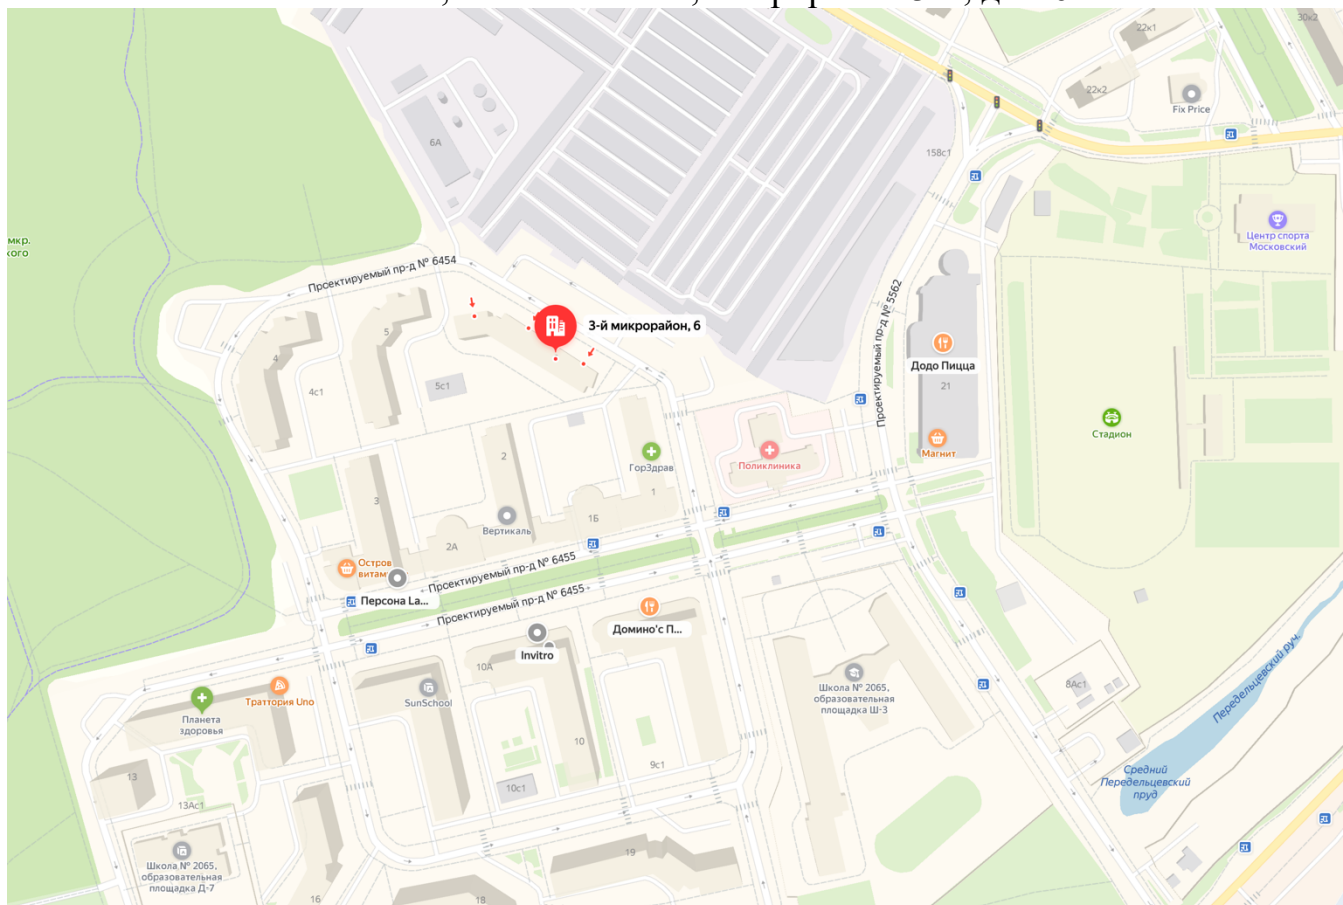 30к2
22к1
22к2
Fix Price
158с1
6А
мкр.
кого
Центр спорта
Московский
Проектируемый пр-д № 6454
Проектируемый пр-д № 5562
3-й микрорайон, 6
5
4
4с1
5с1
Додо Пицца
21
Магнит
Стадион
2
ГорЗдрав
1
Поликлиника
3
Вертикаль
1Б
2А
Остров
витам
Персона La...
Проектируемый пр-д № 6455
Проектируемый пр-д № 6455
Домино'с П...
Invitro
10А
Школа № 2065,
образовательная
площадка Ш-3
8Ас1
Передельцевский руч.
Траттория Uno
SunSchool
Планета
здоровья
10
9с1
10с1
13
13Ас1
Средний
Передельцевский
пруд
Школа № 2065,
образовательная
площадка Д-7
19
16
18